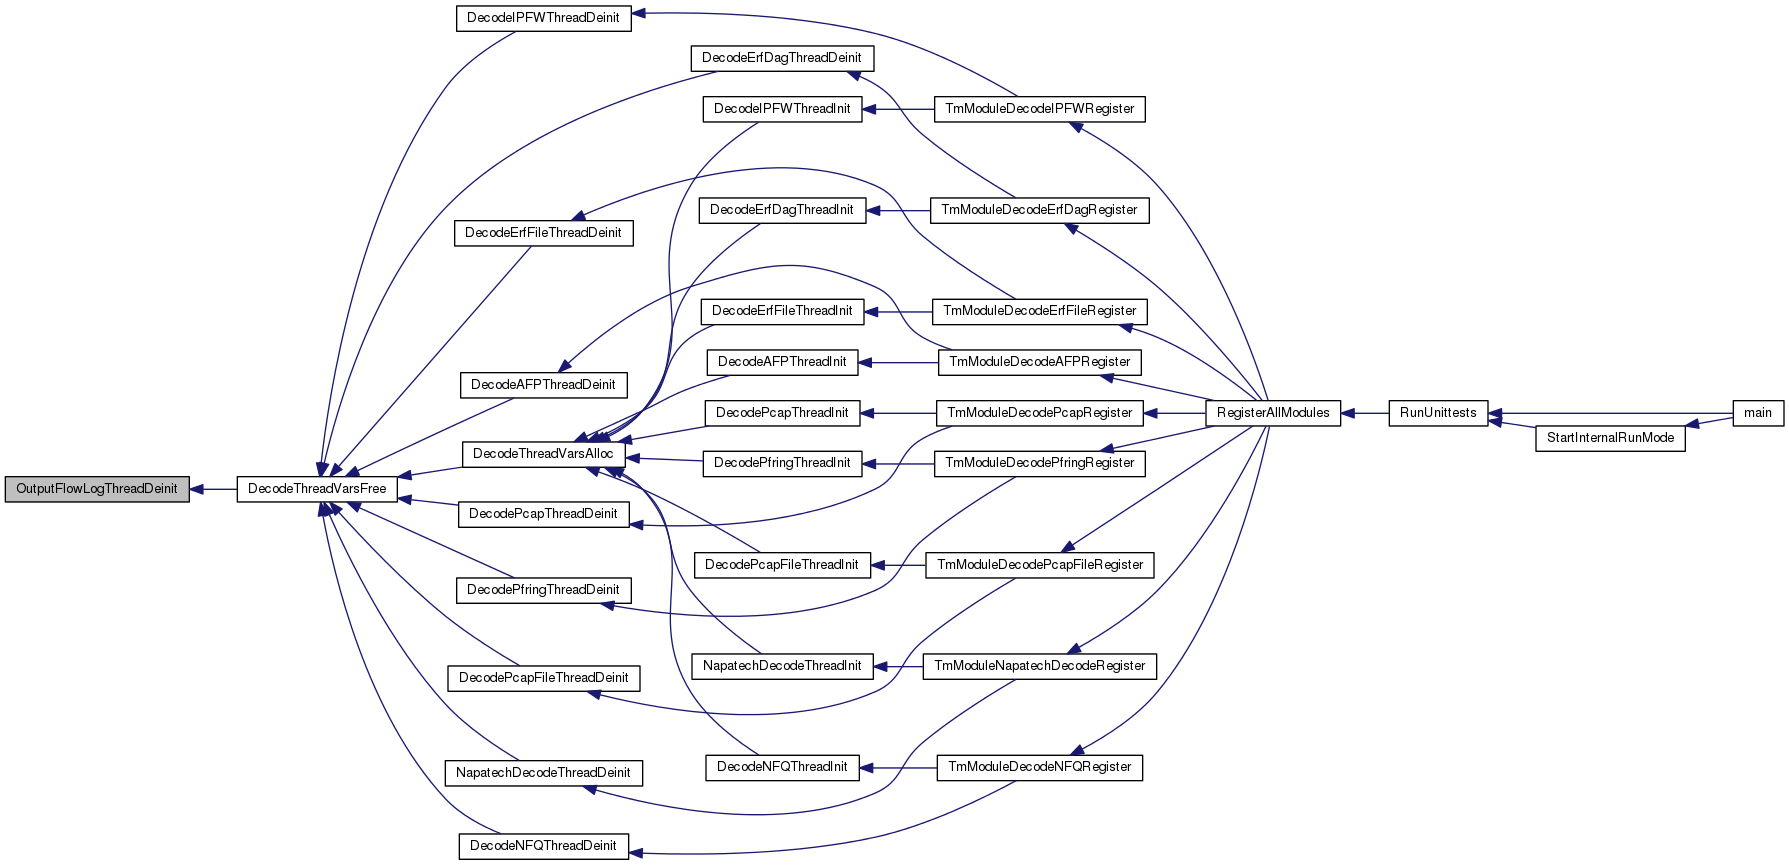 DecodeIPFWThreadDeinit
DecodeErfDagThreadDeinit
DecodeIPFWThreadInit
TmModuleDecodeIPFWRegister
DecodeErfDagThreadInit
TmModuleDecodeErfDagRegister
DecodeErfFileThreadDeinit
DecodeErfFileThreadInit
TmModuleDecodeErfFileRegister
DecodeAFPThreadInit
TmModuleDecodeAFPRegister
DecodeAFPThreadDeinit
DecodePcapThreadInit
TmModuleDecodePcapRegister
RegisterAllModules
RunUnittests
main
StartInternalRunMode
DecodeThreadVarsAlloc
DecodePfringThreadInit
TmModuleDecodePfringRegister
OutputFlowLogThreadDeinit
DecodeThreadVarsFree
DecodePcapThreadDeinit
DecodePcapFileThreadInit
TmModuleDecodePcapFileRegister
DecodePfringThreadDeinit
NapatechDecodeThreadInit
TmModuleNapatechDecodeRegister
DecodePcapFileThreadDeinit
DecodeNFQThreadInit
TmModuleDecodeNFQRegister
NapatechDecodeThreadDeinit
DecodeNFQThreadDeinit